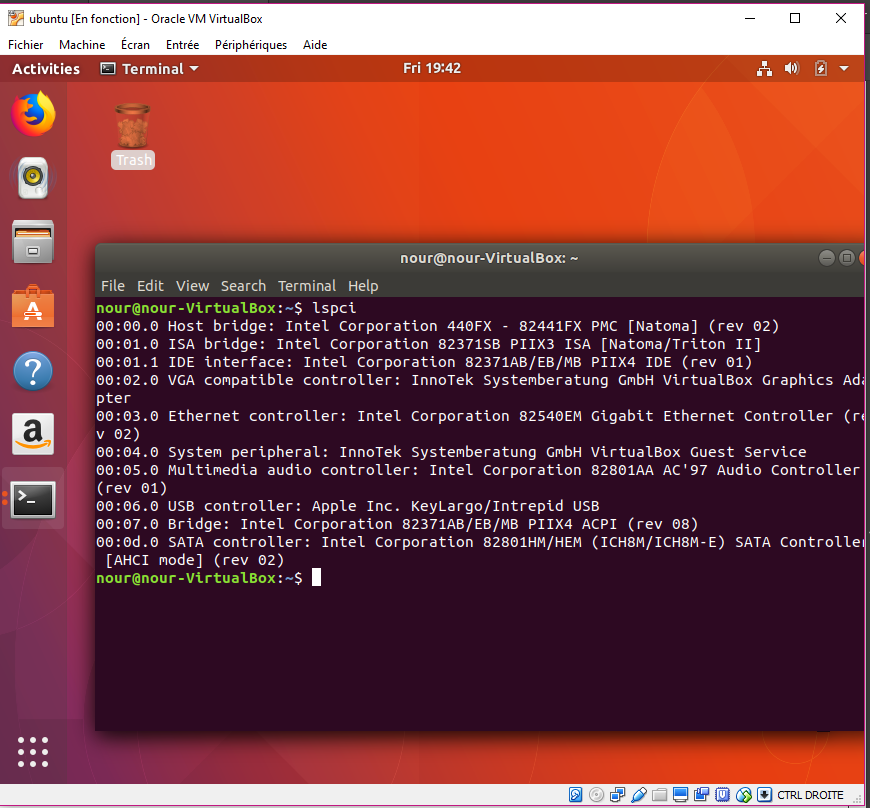 ubuntu [En fonction] - Oracle VM VirtualBox
Fichier Machine Écran Entrée Périphériques Aide
Activities Terminal Fri 19:42
Trash
nour@nour-VirtualBox: ~
File Edit View Search Terminal Help
nour@nour-VirtualBox:~$ lspci
00:00.0 Host bridge: Intel Corporation 440FX - 82441FX PMC [Natoma] (rev 02)
00:01.0 ISA bridge: Intel Corporation 82371SB PIIX3 ISA [Natoma/Triton II]
00:01.1 IDE interface: Intel Corporation 82371AB/EB/MB PIIX4 IDE (rev 01)
00:02.0 VGA compatible controller: InnoTek Systemberatung GmbH VirtualBox Graphics Ada
pter
00:03.0 Ethernet controller: Intel Corporation 82540EM Gigabit Ethernet Controller (re
v 02)
00:04.0 System peripheral: InnoTek Systemberatung GmbH VirtualBox Guest Service
00:05.0 Multimedia audio controller: Intel Corporation 82801AA AC'97 Audio Controller
(rev 01)
00:06.0 USB controller: Apple Inc. KeyLargo/Intrepid USB
00:07.0 Bridge: Intel Corporation 82371AB/EB/MB PIIX4 ACPI (rev 08)
00:0d.0 SATA controller: Intel Corporation 82801HM/HEM (ICH8M/ICH8M-E) SATA Controller
[AHCI mode] (rev 02)
nour@nour-VirtualBox:~$
CTRL DROITE